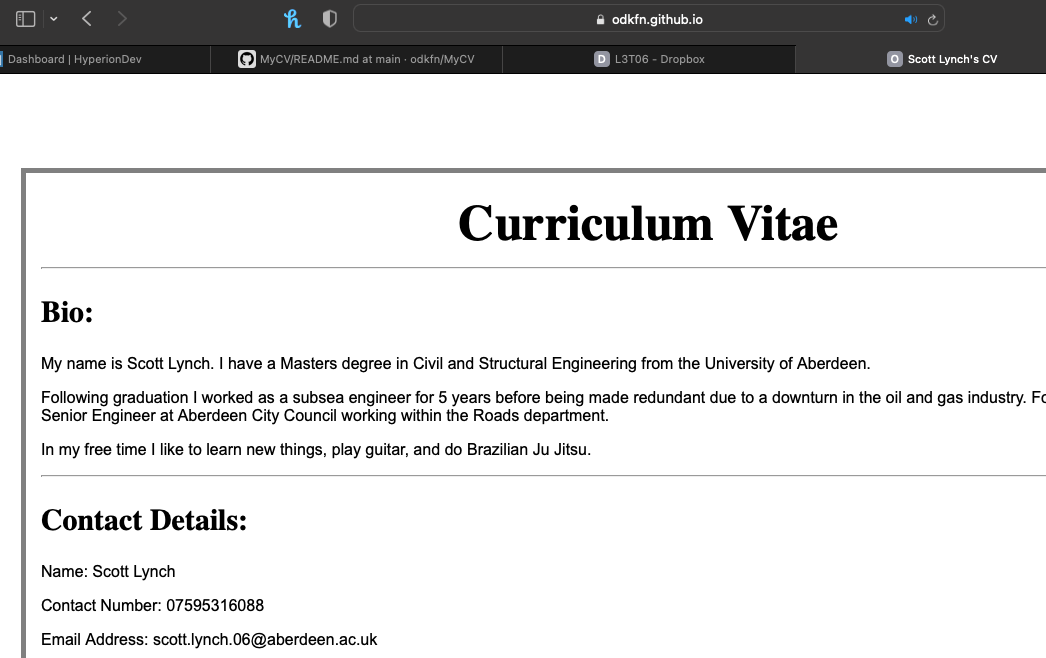 odkfn.github.io
Dashboard | HyperionDev
MyCV/README.md at main · odkfn/MyCV
D L3T06 - Dropbox
O Scott Lynch's CV
Curriculum Vitae
Bio:
My name is Scott Lynch. I have a Masters degree in Civil and Structural Engineering from the University of Aberdeen.
Following graduation I worked as a subsea engineer for 5 years before being made redundant due to a downturn in the oil and gas industry. Fo
Senior Engineer at Aberdeen City Council working within the Roads department.
In my free time I like to learn new things, play guitar, and do Brazilian Ju Jitsu.
Contact Details:
Name: Scott Lynch
Contact Number: 07595316088
Email Address: scott.lynch.06@aberdeen.ac.uk